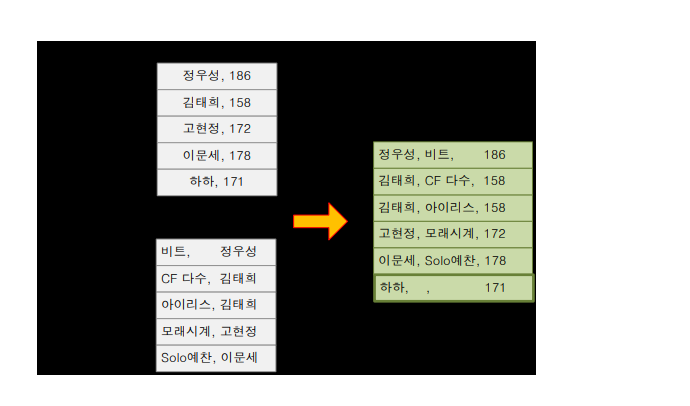 정우성, 186
김태희, 158
고현정, 172
이문세, 178
하하, 171
비트, 정우성
CF 다수, 김태희
아이리스, 김태희
모래시계, 고현정
Solo예찬, 이문세
정우성, 비트, 186
김태희, CF 다수, 158
김태희, 아이리스, 158
고현정, 모래시계, 172
이문세, Solo예찬, 178
하하, , 171